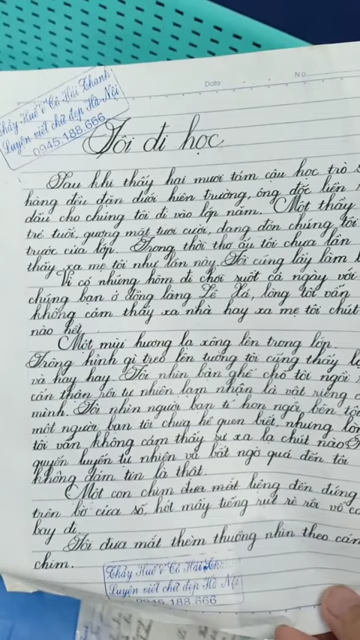 Date No
Thầy Huế & Cô Hải Thanh
Luyện viết chữ đẹp Hà Nội
0945.188.666
Tôi đi học
Sau khi thấy hai mươi tám cậu học trò
hàng đều đặn dưới hiên trường, ông đốc liền
dấu cho chúng tôi đi vào lớp năm. Một thầy
trẻ tuổi, gương mặt tươi cười, đang đón chúng tôi
trước cửa lớp. Trong thời thơ ấu tôi chưa lần
thấy xa mẹ tôi như lần này. Tôi cũng lấy làm
Vì có những hôm đi chơi suốt cả ngày với
chúng bạn ở đồng làng Lê Xá, lòng tôi vẫn
không cảm thấy xa nhà hay xa mẹ tôi chút
nào hết.
Một mùi hương lạ xông lên trong lớp.
Trông hình gì treo lên tường tôi cũng thấy
và hay hay. Tôi nhìn bàn ghế chỗ tôi ngồi
cẩn thận rồi tự nhiên lạm nhận là vật riêng
mình. Tôi nhìn người bạn tí hon ngồi bên tôi
một người bạn tôi chưa hề quen biết, nhưng lòng
tôi vẫn không cảm thấy sự xa lạ chút nào.
quyến luyến tự nhiên và bất ngờ quá đến tôi
không dám tin là thật.
Một con chim đưa mắt liệng đến đứng
trên bờ cửa sổ, hót mấy tiếng rụt rè rồi vỗ
bay đi.
Tôi đưa mắt thèm thuồng nhìn theo cánh
chim.
Thầy Huế & Cô Hải
Luyện viết chữ đẹp Hà Nội
0945.188.666